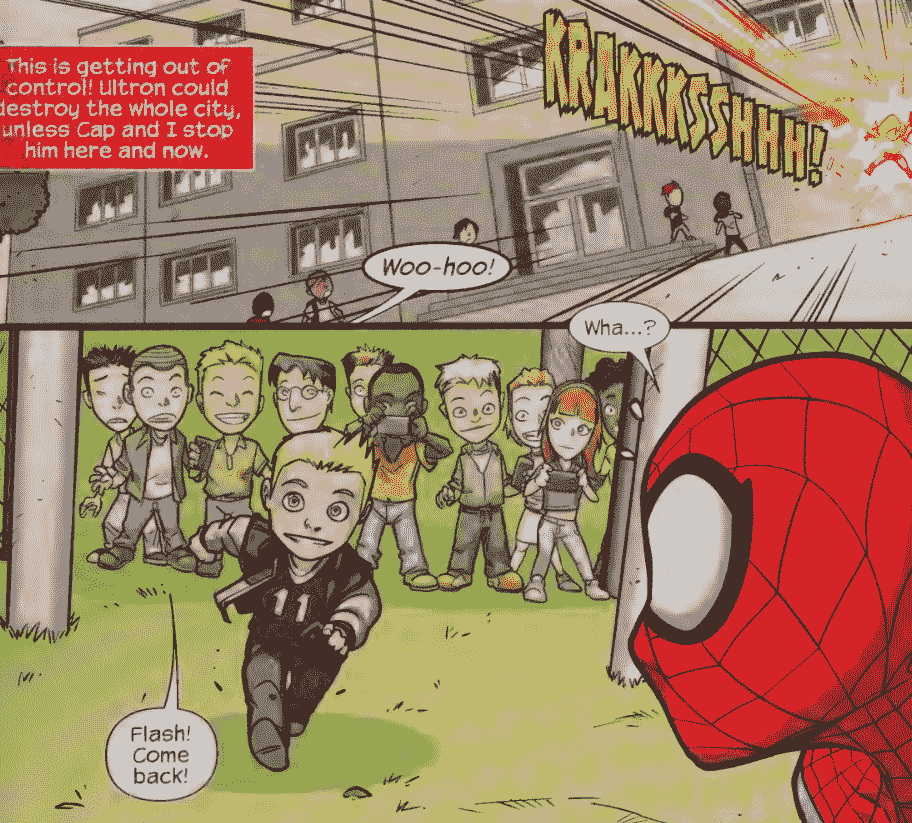 This is getting out of
control! Ultron could
destroy the whole city,
unless Cap and I stop
him here and now.
KRAKKKSSHHH!
Woo-hoo!
Wha...?
11
Flash!
Come
back!